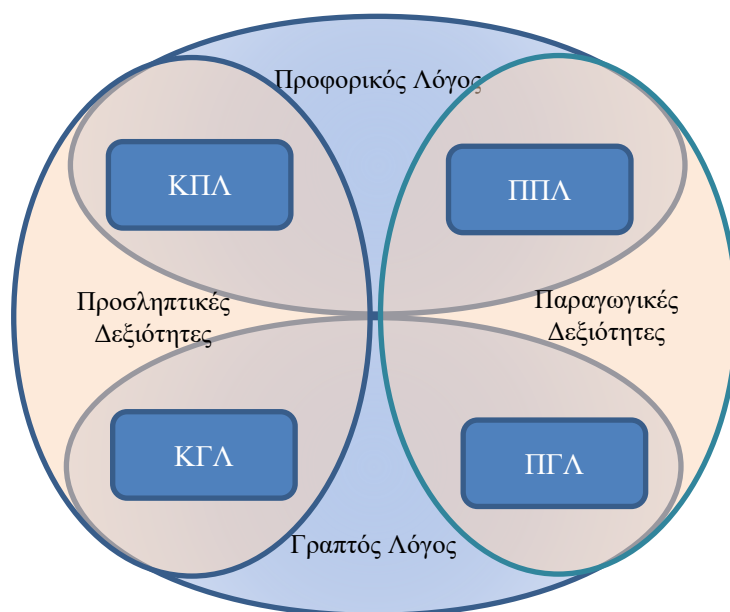 Προφορικός Λόγος
ΚΠΛ
ΠΠΛ
Προσληπτικές
Δεξιότητες
Παραγωγικές
Δεξιότητες
ΚΓΛ
ΠΓΛ
Γραπτός Λόγος